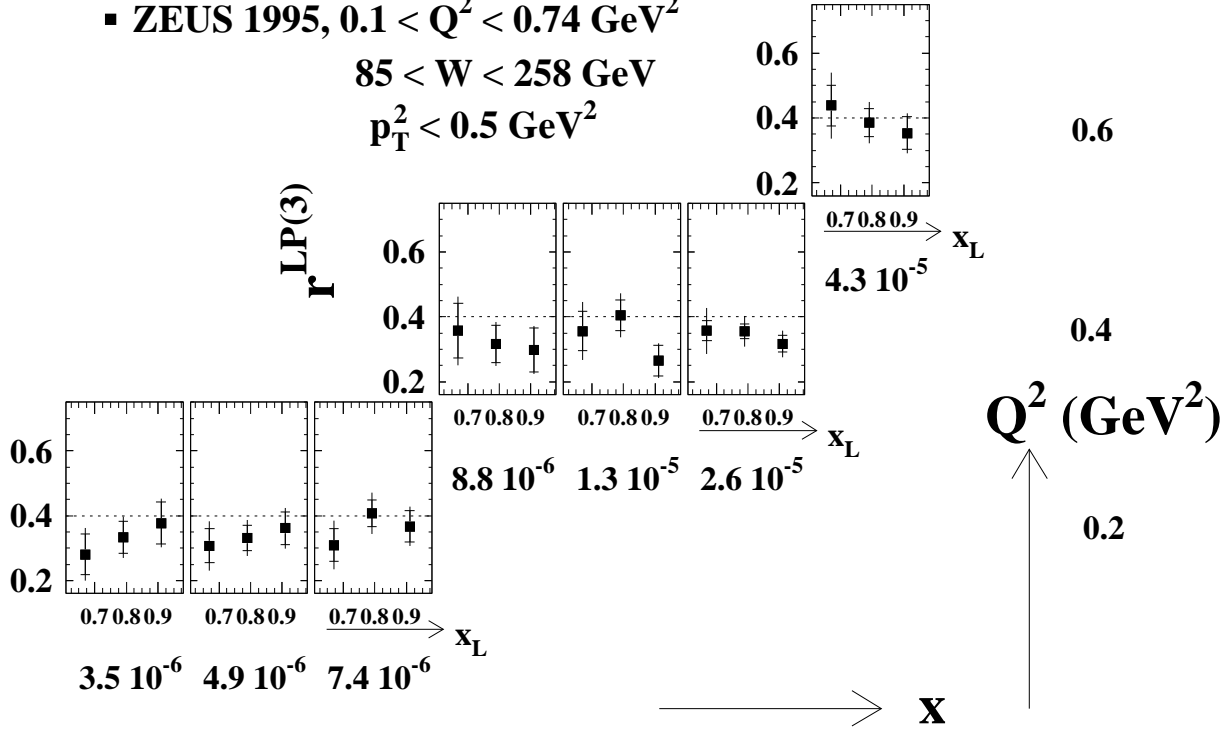 ■ ZEUS 1995, 0.1 < Q² < 0.74 GeV²
85 < W < 258 GeV
p_T² < 0.5 GeV²
0.6
0.4
0.2
0.7 0.8 0.9
x_L
4.3 10⁻⁵
0.6
r^LP(3)
0.6
0.4
0.2
0.7 0.8 0.9
0.7 0.8 0.9
0.7 0.8 0.9
x_L
8.8 10⁻⁶
1.3 10⁻⁵
2.6 10⁻⁵
0.4
Q² (GeV²)
0.6
0.4
0.2
0.7 0.8 0.9
0.7 0.8 0.9
0.7 0.8 0.9
x_L
3.5 10⁻⁶
4.9 10⁻⁶
7.4 10⁻⁶
0.2
x